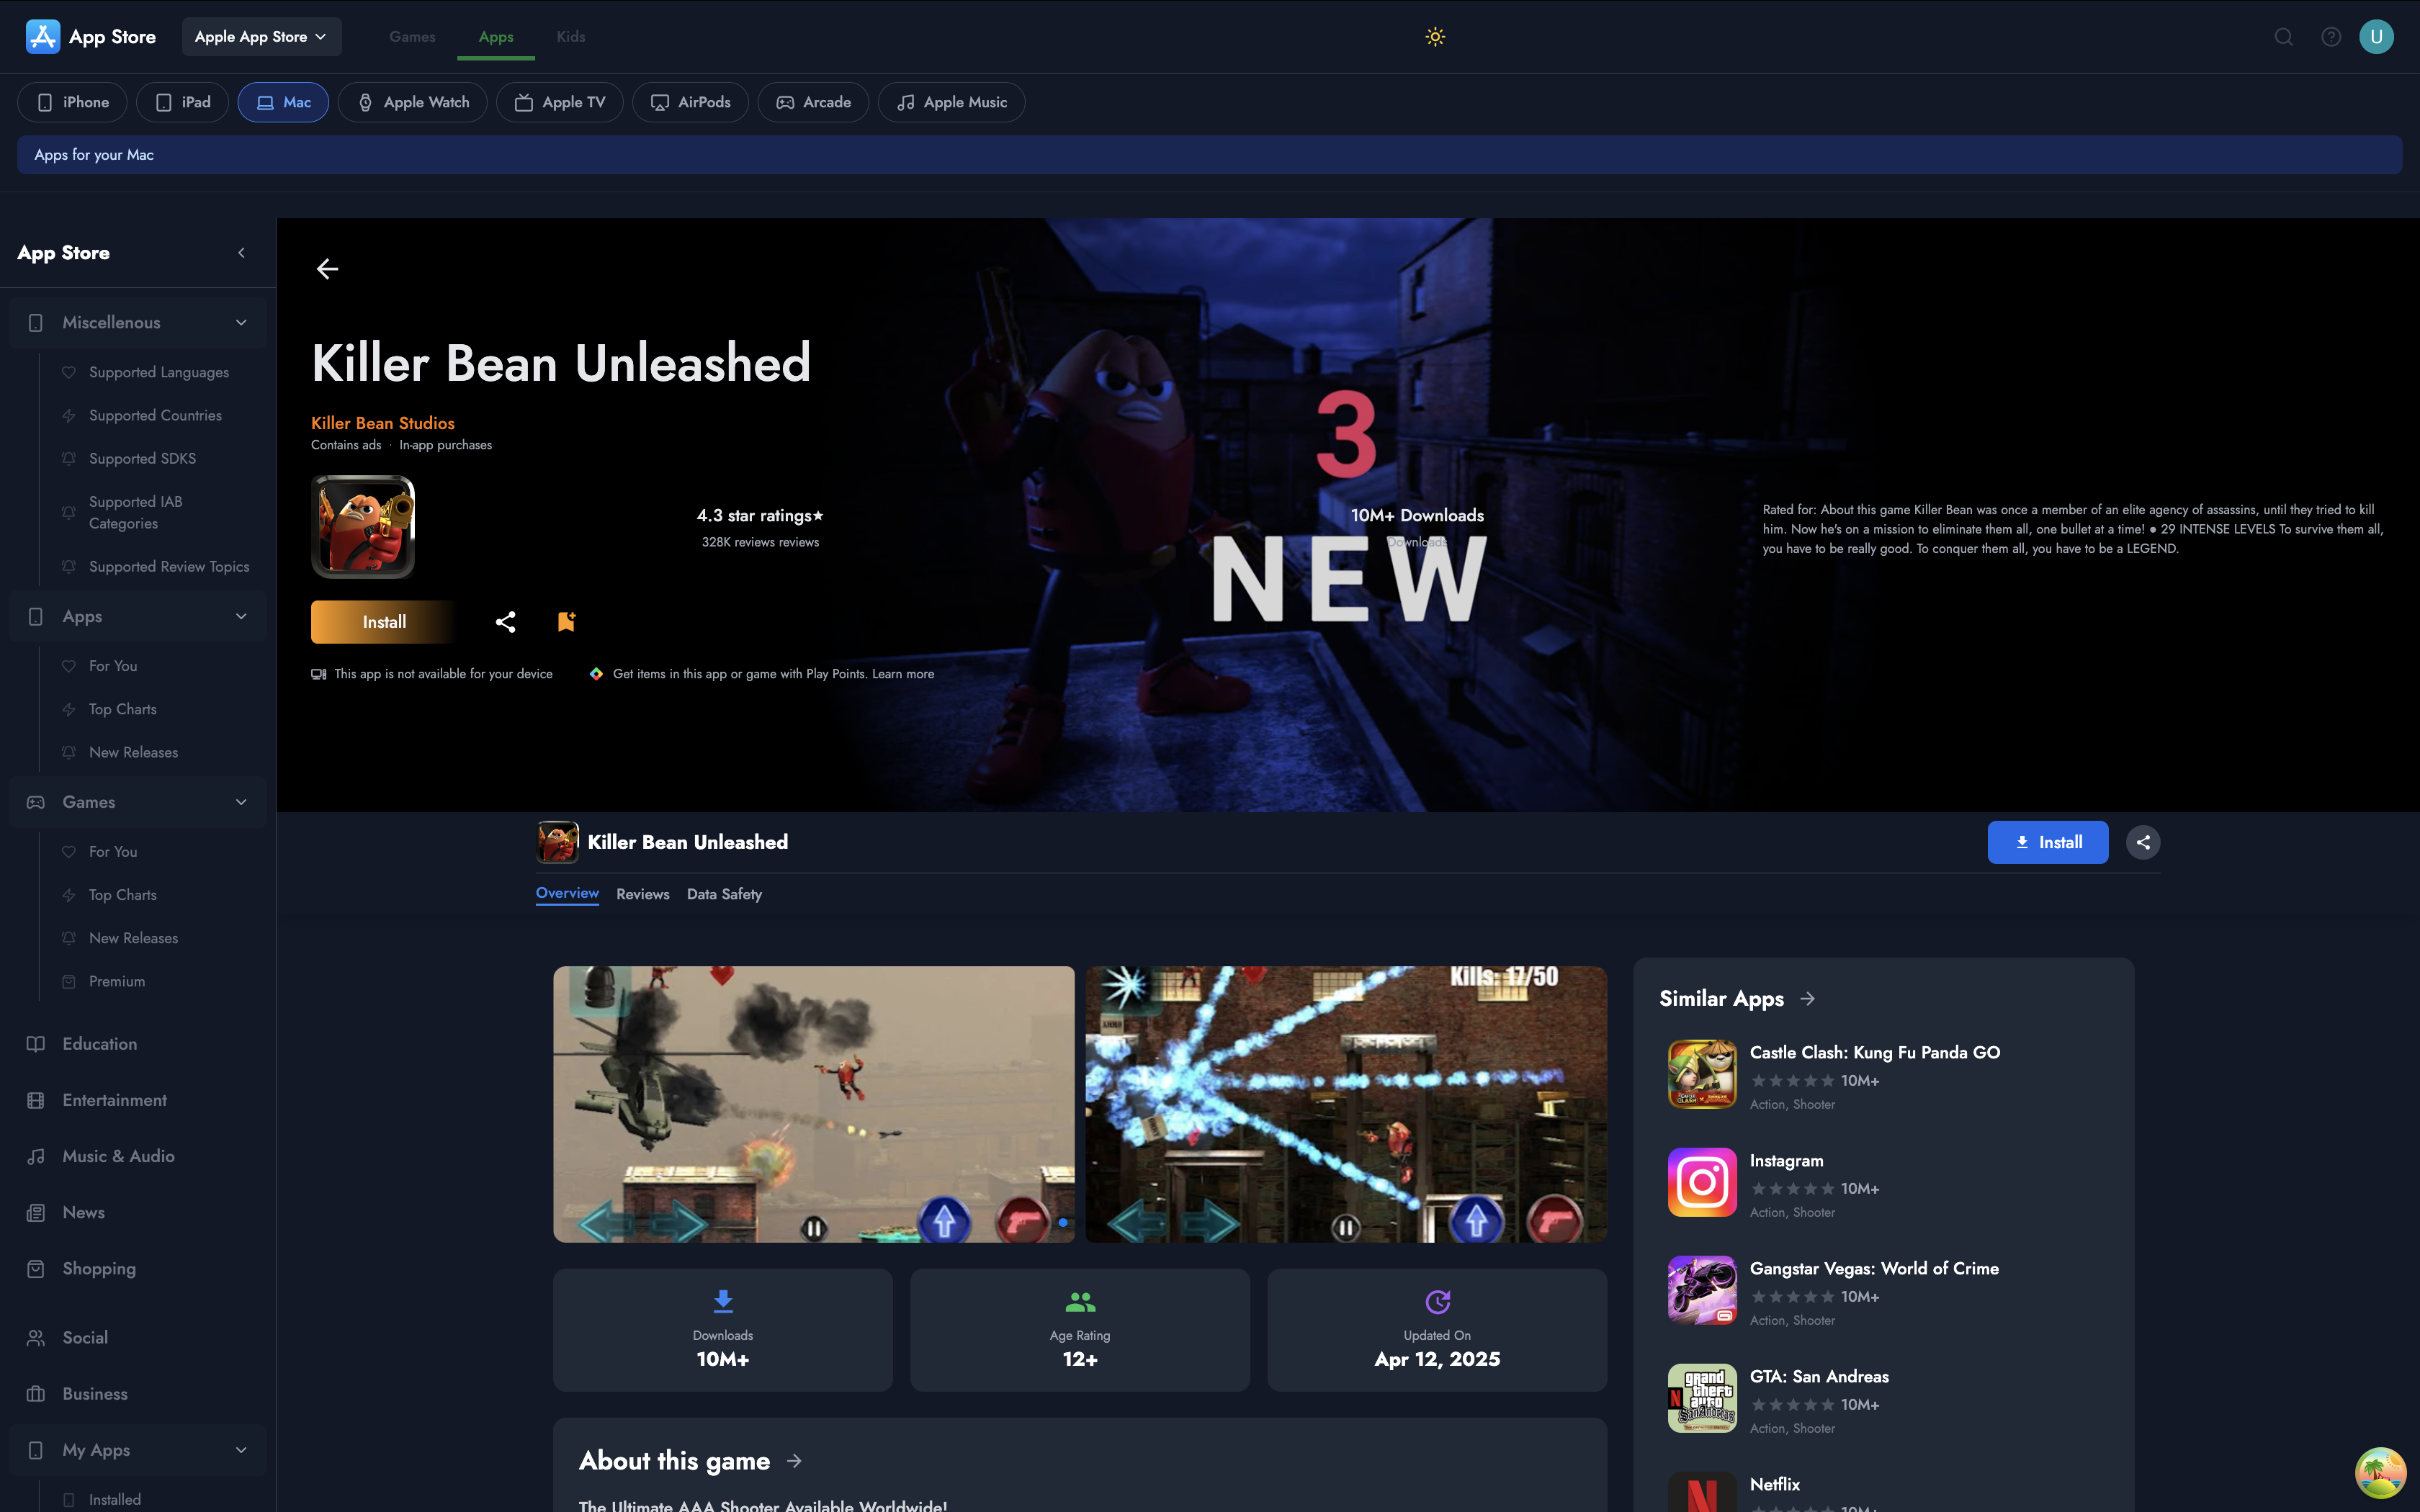 App Store
Apple App Store
Games
Apps
Kids
U
iPhone
iPad
Mac
Apple Watch
Apple TV
AirPods
Arcade
Apple Music
Apps for your Mac
App Store
Miscellenous
Supported Languages
Supported Countries
Supported SDKS
Supported IAB
Categories
Supported Review Topics
Apps
For You
Top Charts
New Releases
Games
For You
Top Charts
New Releases
Premium
Education
Entertainment
Music & Audio
News
Shopping
Social
Business
My Apps
Installed
Killer Bean Unleashed
Killer Bean Studios
Contains ads · In-app purchases
4.3 star ratings★
328K reviews reviews
3
NEW
10M+ Downloads
Downloads
Rated for: About this game Killer Bean was once a member of an elite agency of assassins, until they tried to kill
him. Now he's on a mission to eliminate them all, one bullet at a time! ● 29 INTENSE LEVELS To survive them all,
you have to be really good. To conquer them all, you have to be a LEGEND.
Install
This app is not available for your device
Get items in this app or game with Play Points. Learn more
Killer Bean Unleashed
Install
Overview
Reviews
Data Safety
Kills: 17/50
Downloads
10M+
Age Rating
12+
Updated On
Apr 12, 2025
About this game
The Ultimate AAA Shooter Available Worldwide!
Similar Apps
Castle Clash: Kung Fu Panda GO
★★★★★ 10M+
Action, Shooter
Instagram
★★★★★ 10M+
Action, Shooter
Gangstar Vegas: World of Crime
★★★★★ 10M+
Action, Shooter
grand
theft
auto
San Andreas
GTA: San Andreas
★★★★★ 10M+
Action, Shooter
Netflix
★★★★★ 10M+